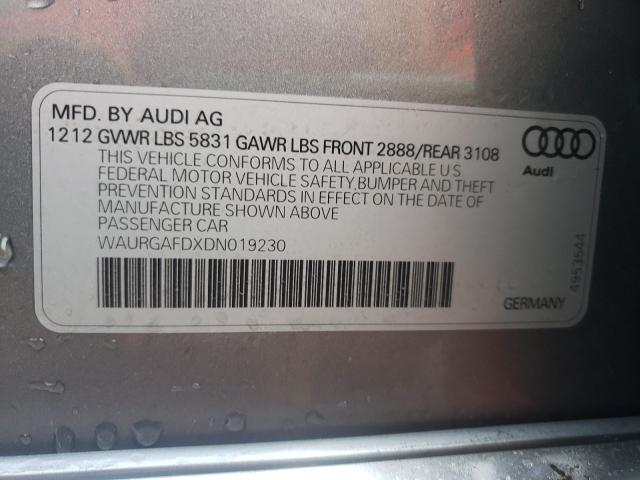 MFD. BY AUDI AG
1212 GVWR LBS 5831 GAWR LBS FRONT 2888/REAR 3108
THIS VEHICLE CONFORMS TO ALL APPLICABLE U S
FEDERAL MOTOR VEHICLE SAFETY, BUMPER AND THEFT
PREVENTION STANDARDS IN EFFECT ON THE DATE OF
MANUFACTURE SHOWN ABOVE
PASSENGER CAR
WAURGAFDXDN019230
Audi
GERMANY
4953544